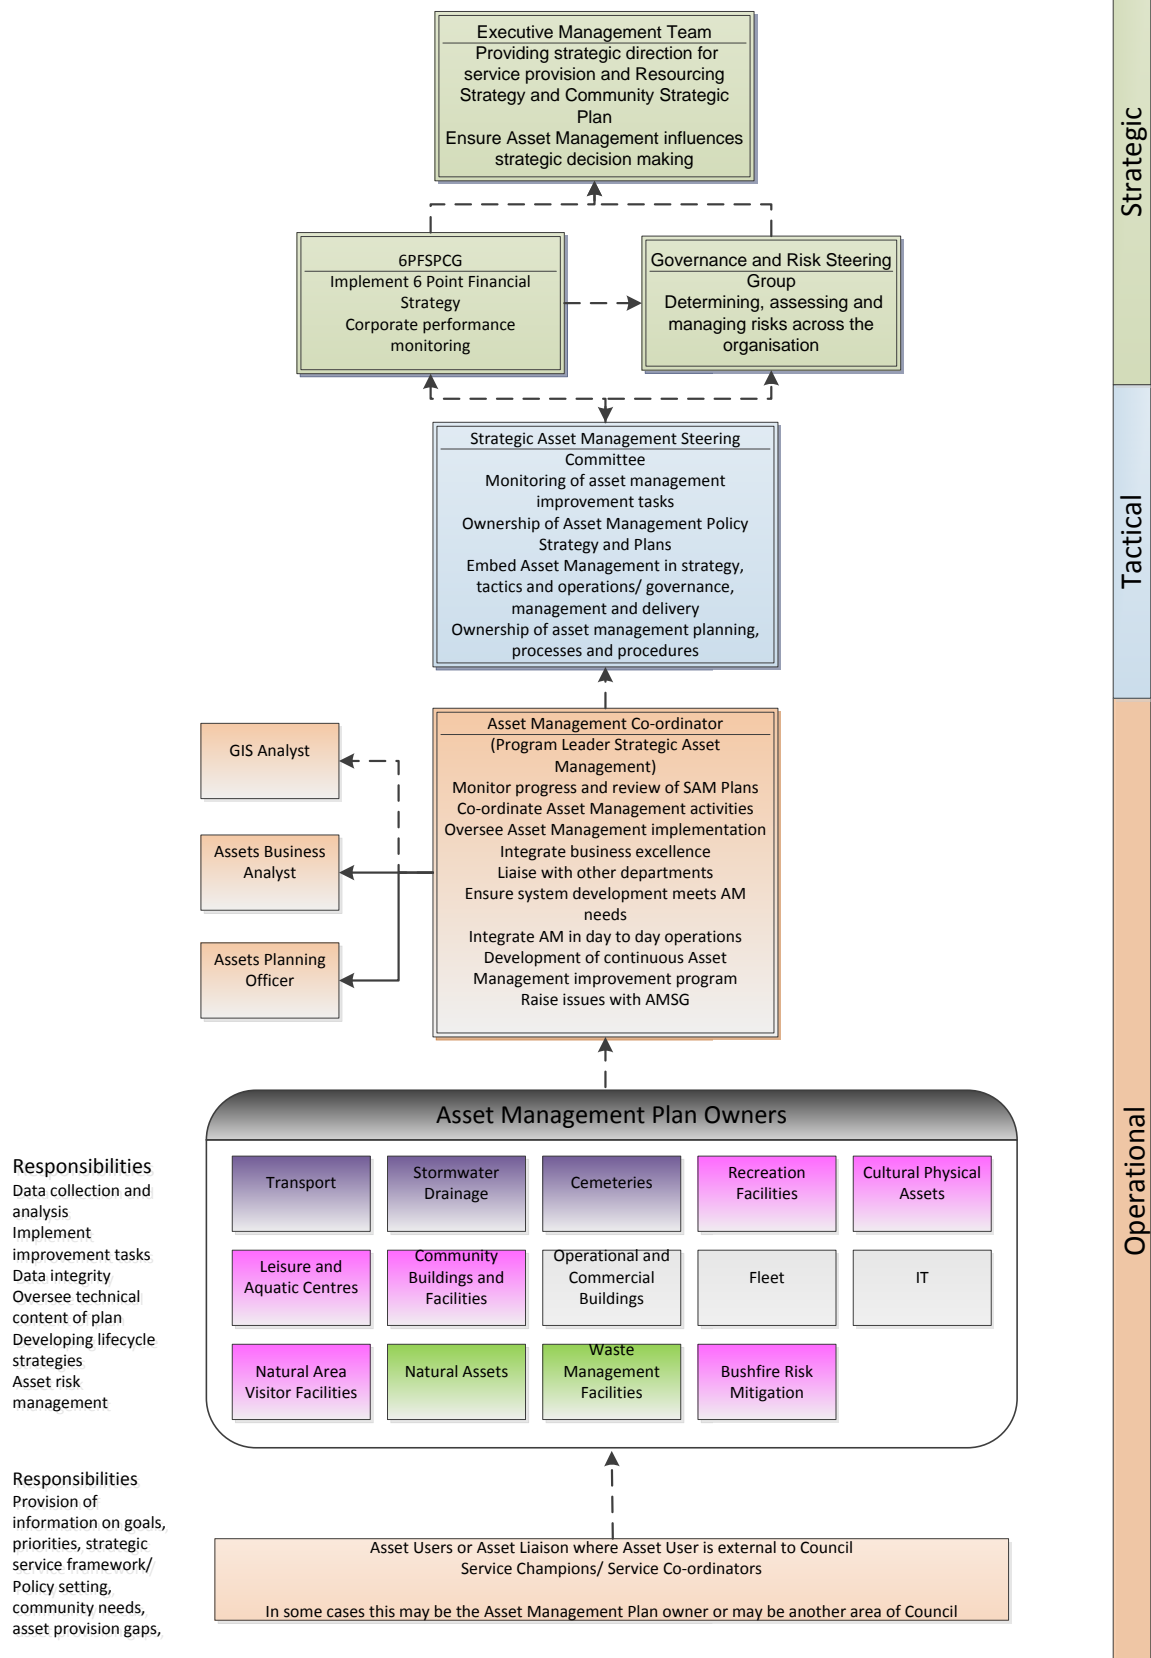 Executive Management Team
Providing strategic direction for
service provision and Resourcing
Strategy and Community Strategic
Plan
Ensure Asset Management influences
strategic decision making
Strategic
6PFSPCG
Implement 6 Point Financial
Strategy
Corporate performance
monitoring
Governance and Risk Steering
Group
Determining, assessing and
managing risks across the
organisation
Strategic Asset Management Steering
Committee
Monitoring of asset management
improvement tasks
Ownership of Asset Management Policy
Strategy and Plans
Embed Asset Management in strategy,
tactics and operations/ governance,
management and delivery
Ownership of asset management planning,
processes and procedures
Tactical
Asset Management Co-ordinator
(Program Leader Strategic Asset
Management)
Monitor progress and review of SAM Plans
Co-ordinate Asset Management activities
Oversee Asset Management implementation
Integrate business excellence
Liaise with other departments
Ensure system development meets AM
needs
Integrate AM in day to day operations
Development of continuous Asset
Management improvement program
Raise issues with AMSG
GIS Analyst
Assets Business
Analyst
Assets Planning
Officer
Operational
Asset Management Plan Owners
Transport
Stormwater
Drainage
Cemeteries
Recreation
Facilities
Cultural Physical
Assets
Leisure and
Aquatic Centres
Community
Buildings and
Facilities
Operational and
Commercial
Buildings
Fleet
IT
Natural Area
Visitor Facilities
Natural Assets
Waste
Management
Facilities
Bushfire Risk
Mitigation
Responsibilities
Data collection and
analysis
Implement
improvement tasks
Data integrity
Oversee technical
content of plan
Developing lifecycle
strategies
Asset risk
management
Responsibilities
Provision of
information on goals,
priorities, strategic
service framework/
Policy setting,
community needs,
asset provision gaps,
Asset Users or Asset Liaison where Asset User is external to Council
Service Champions/ Service Co-ordinators
In some cases this may be the Asset Management Plan owner or may be another area of Council